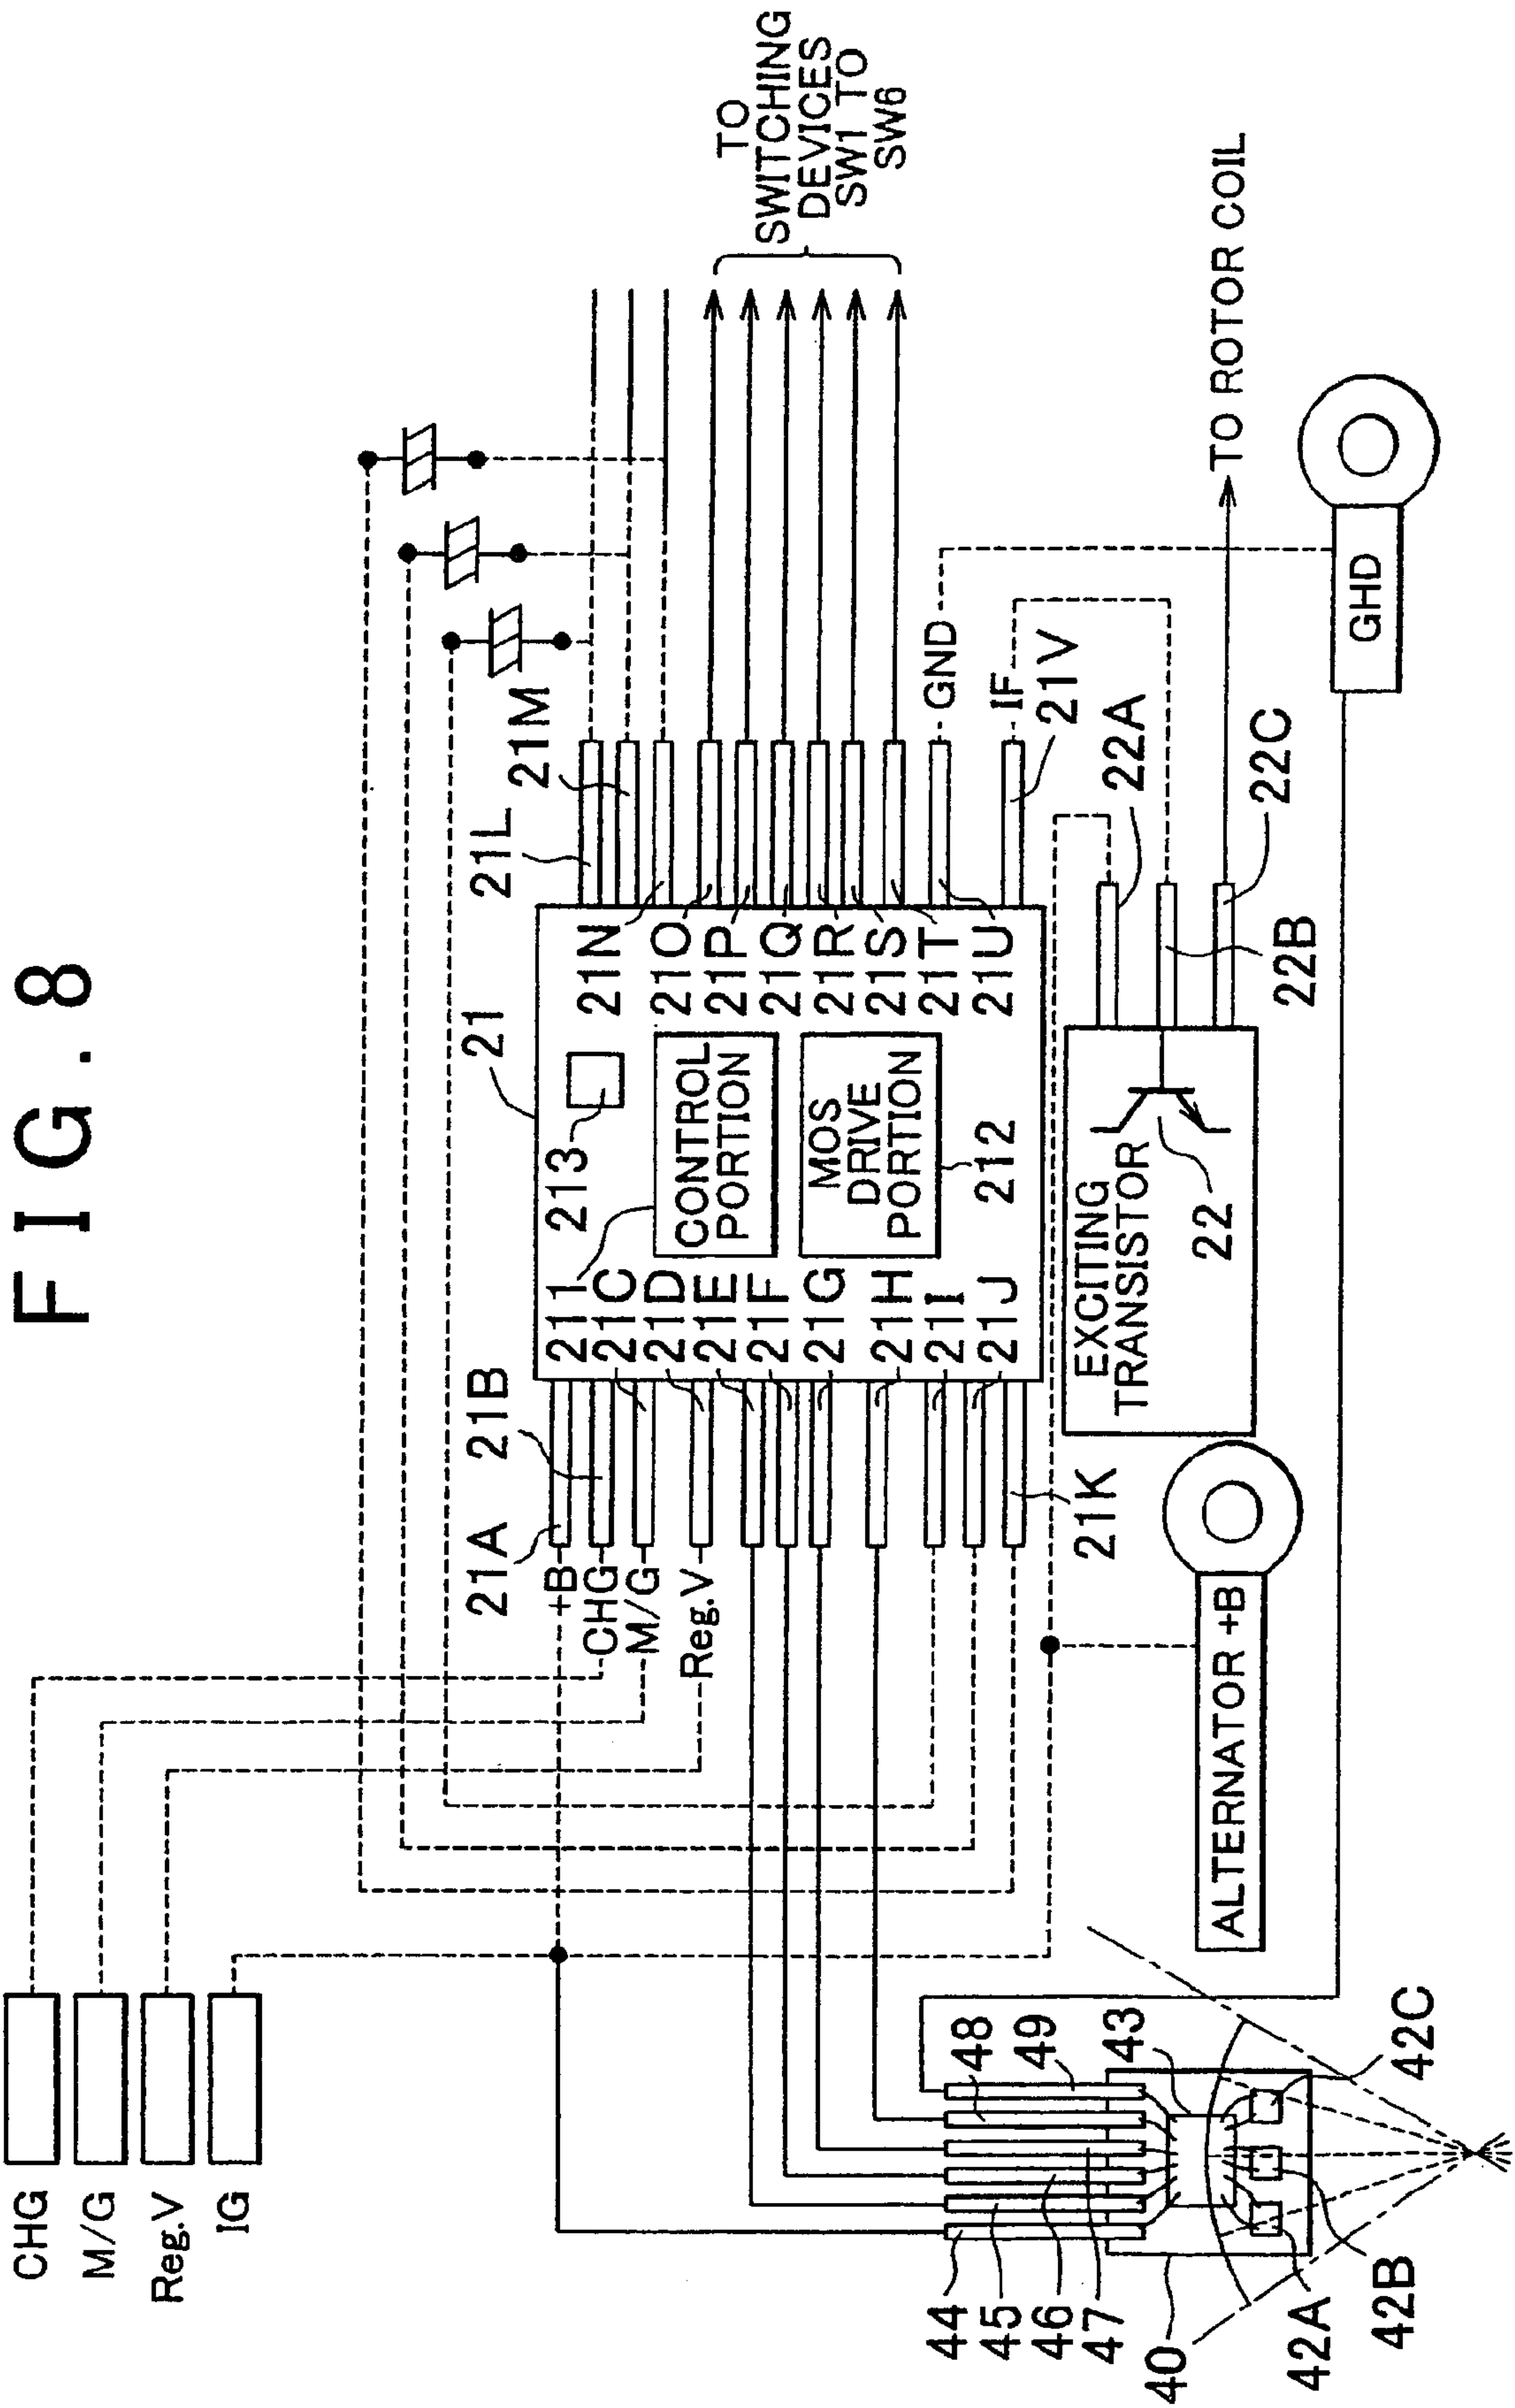 FIG.8
TO
SWITCHING
DEVICES
SW1 TO
SW6
TO ROTOR COIL
CHG
M/G
Reg.V
IG
21
21A
21B
21L
21M
+B
CHG
M/G
Reg.V
211
21C
21D
21E
21F
21G
21H
21I
21J
21K
213
CONTROL
PORTION
MOS
DRIVE
PORTION
212
21N
21O
21P
21Q
21R
21S
21T
21U
GND
IF
21V
22A
22B
22C
EXCITING
TRANSISTOR
22
ALTERNATOR +B
GHD
44
45
46
47
48
49
43
40
42A
42B
42C